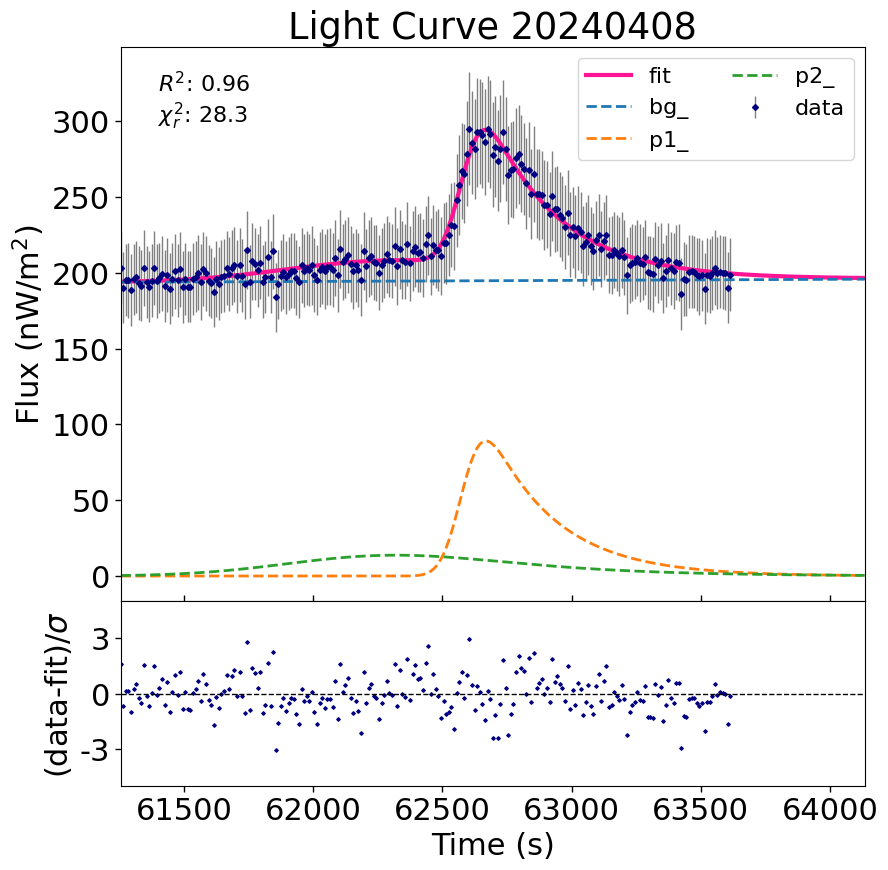 Light Curve 20240408
R²: 0.96
χ²ᵣ: 28.3
fit
bg_
p1_
p2_
data
Flux (nW/m²)
300
250
200
150
100
50
0
(data-fit)/σ
3
0
-3
61500 62000 62500 63000 63500 64000
Time (s)